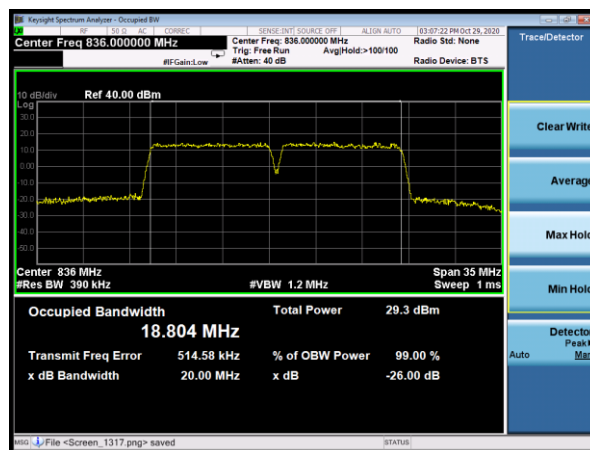 Keysight Spectrum Analyzer - Occupied BW
RF 50 Ω AC CORREC SENSE:INT SOURCE OFF ALIGN AUTO 03:07:22 PM Oct 29, 2020
Center Freq 836.000000 MHz Center Freq: 836.000000 MHz Radio Std: None
Trig: Free Run Avg|Hold:>100/100
#IFGain:Low #Atten: 40 dB Radio Device: BTS
Trace/Detector
10 dB/div Ref 40.00 dBm
Log
30.0
20.0
10.0
0.00
-10.0
-20.0
-30.0
-40.0
-50.0
Center 836 MHz Span 35 MHz
#Res BW 390 kHz #VBW 1.2 MHz Sweep 1 ms
Clear Write
Average
Max Hold
Min Hold
Detector
Peak
Auto Man
Occupied Bandwidth Total Power 29.3 dBm
18.804 MHz
Transmit Freq Error 514.58 kHz % of OBW Power 99.00 %
x dB Bandwidth 20.00 MHz x dB -26.00 dB
MSG File <Screen_1317.png> saved STATUS